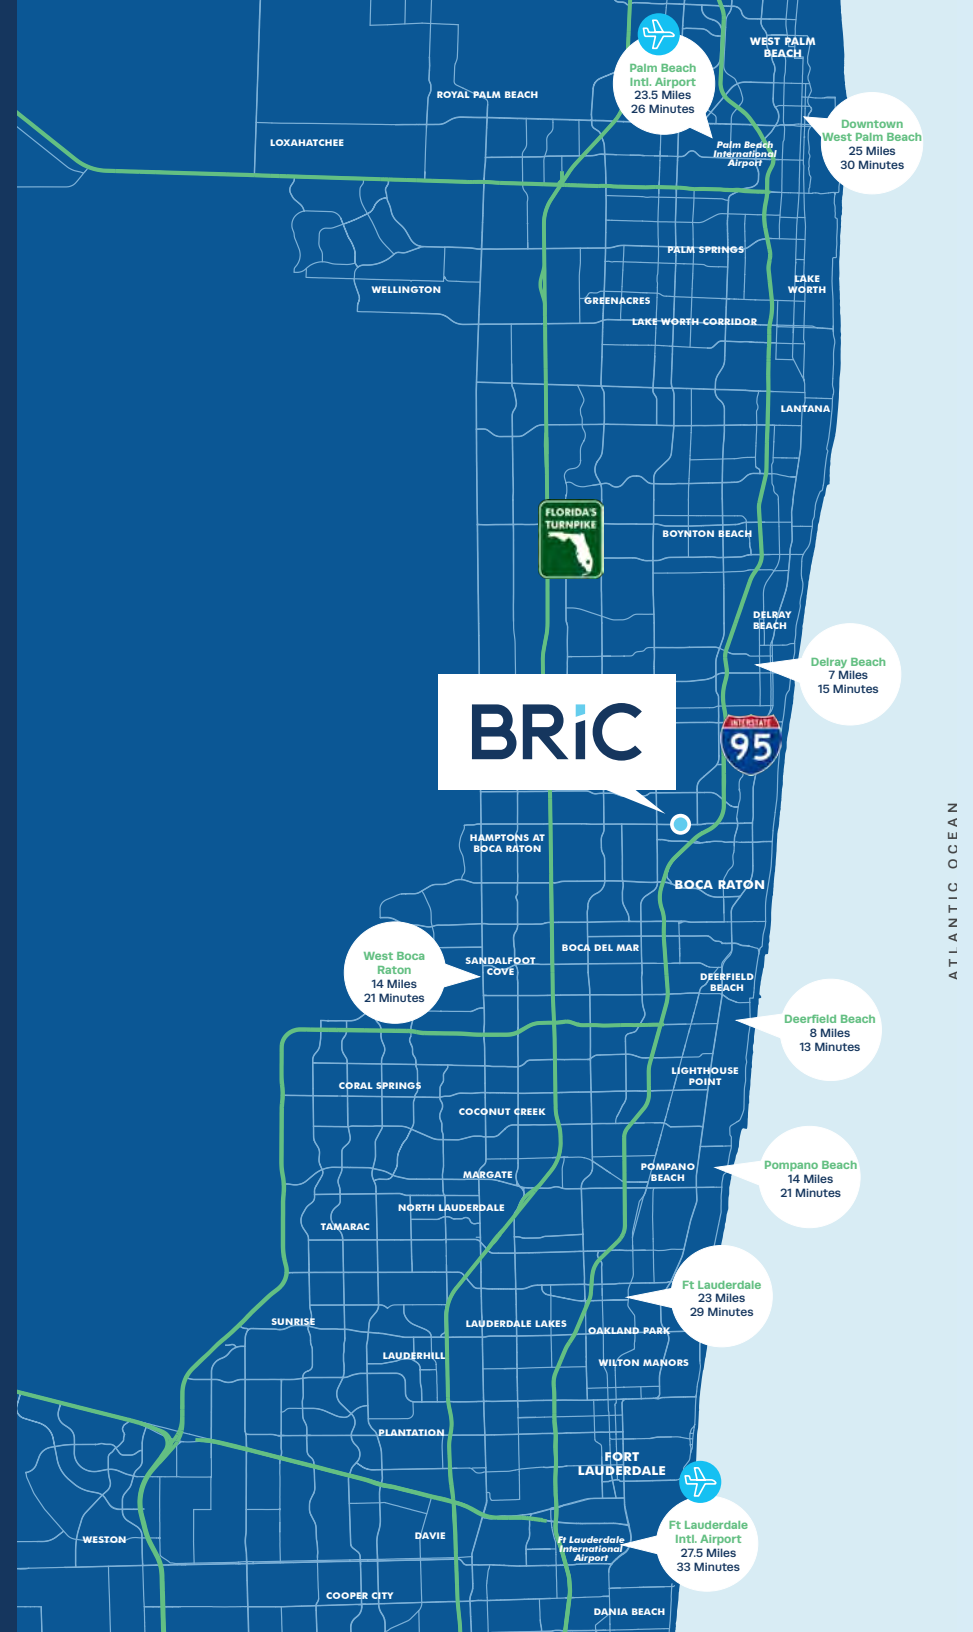 WEST PALM
BEACH
Palm Beach
Intl. Airport
23.5 Miles
26 Minutes
ROYAL PALM BEACH
LOXAHATCHEE
Palm Beach
International
Airport
Downtown
West Palm Beach
25 Miles
30 Minutes
PALM SPRINGS
LAKE
WORTH
WELLINGTON
GREENACRES
LAKE WORTH CORRIDOR
LANTANA
FLORIDA'S
TURNPIKE
BOYNTON BEACH
DELRAY
BEACH
Delray Beach
7 Miles
15 Minutes
BRiC
INTERSTATE
95
ATLANTIC OCEAN
HAMPTONS AT
BOCA RATON
BOCA RATON
BOCA DEL MAR
West Boca
Raton
14 Miles
21 Minutes
SANDALFOOT
COVE
DEERFIELD
BEACH
Deerfield Beach
8 Miles
13 Minutes
LIGHTHOUSE
POINT
CORAL SPRINGS
COCONUT CREEK
MARGATE
POMPANO
BEACH
Pompano Beach
14 Miles
21 Minutes
NORTH LAUDERDALE
TAMARAC
Ft Lauderdale
23 Miles
29 Minutes
SUNRISE
LAUDERDALE LAKES
OAKLAND PARK
LAUDERHILL
WILTON MANORS
PLANTATION
FORT
LAUDERDALE
WESTON
DAVIE
Ft Lauderdale
International
Airport
Ft Lauderdale
Intl. Airport
27.5 Miles
33 Minutes
COOPER CITY
DANIA BEACH